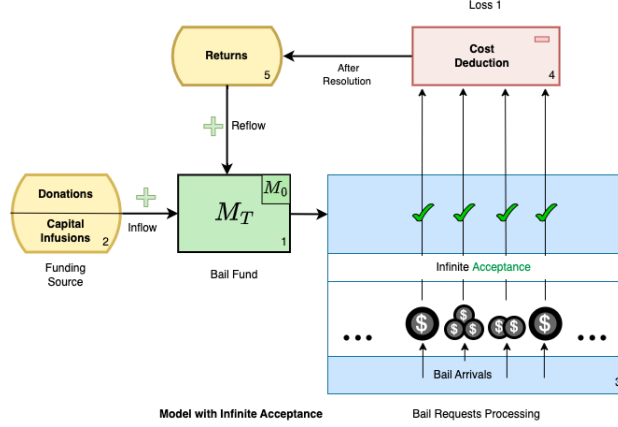 Loss 1
Returns
5
After
Resolution
Cost
Deduction
4
Reflow
Donations
Capital
Infusions
2
Inflow
M_0
M_T
1
Funding
Source
Bail Fund
Infinite Acceptance
$ $ $ $ $ $ $
... ...
Bail Arrivals
3
Model with Infinite Acceptance
Bail Requests Processing